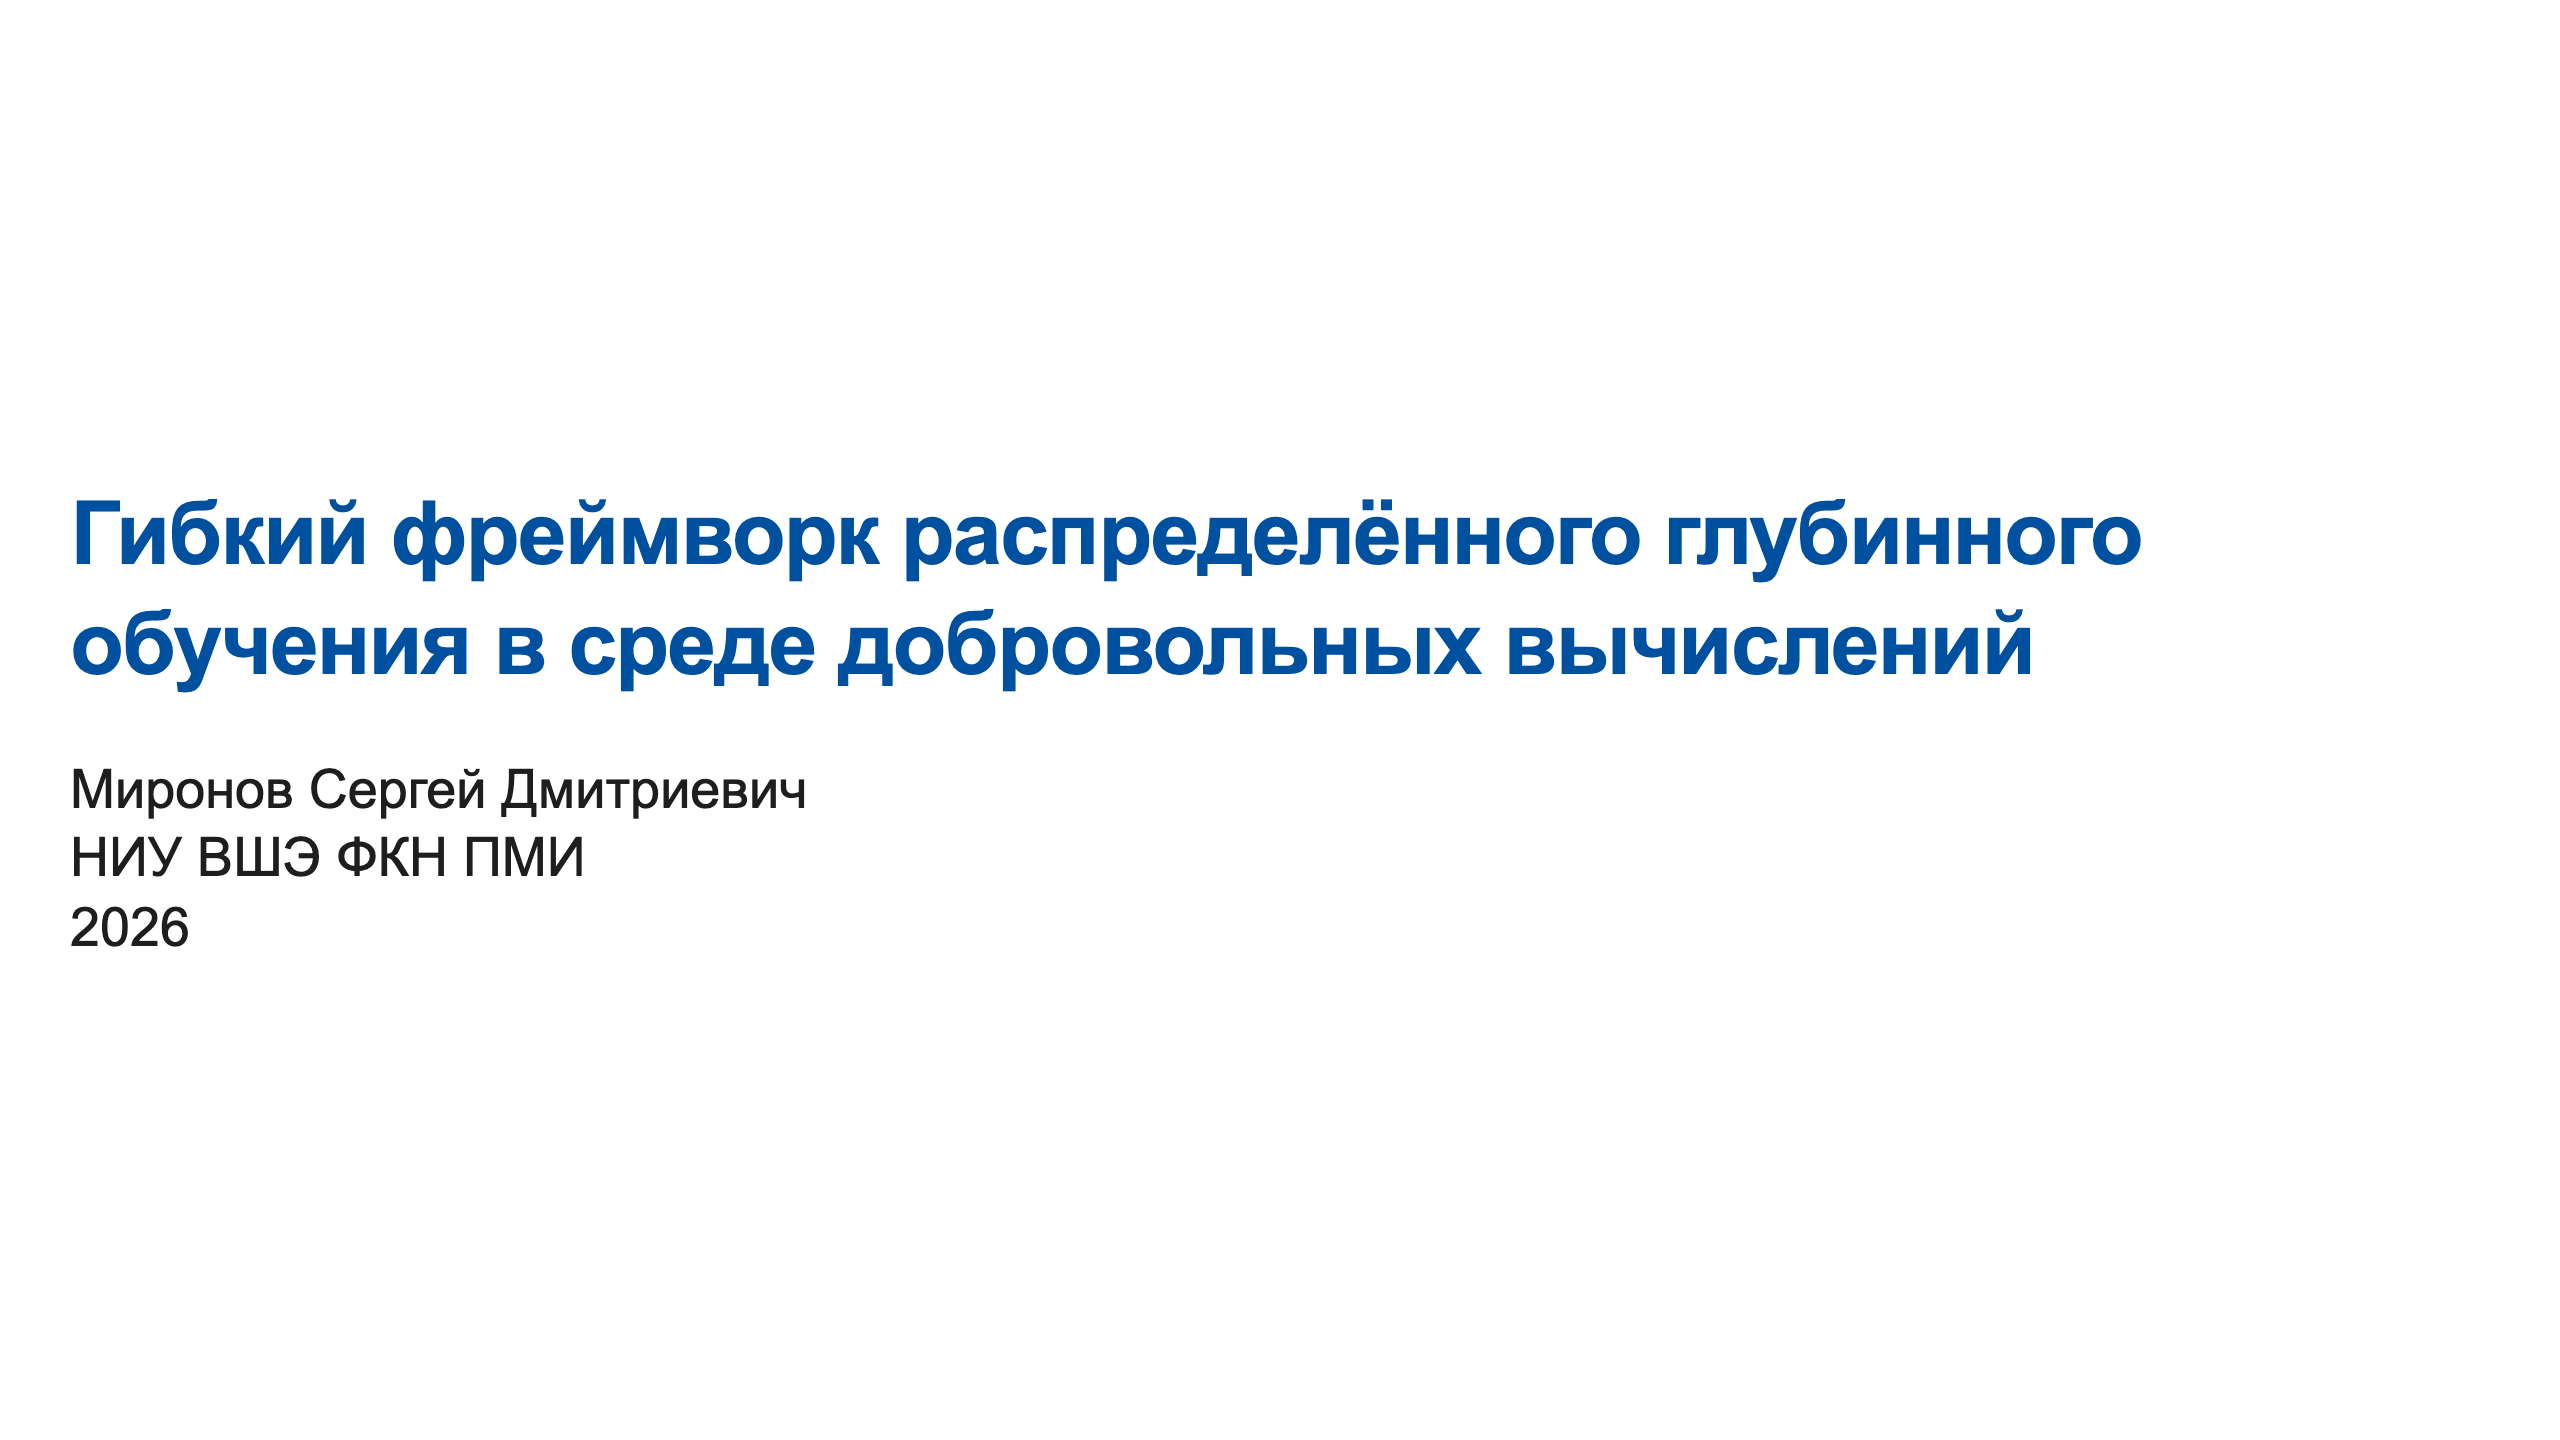 Гибкий фреймворк распределённого глубинного
обучения в среде добровольных вычислений
Миронов Сергей Дмитриевич
НИУ ВШЭ ФКН ПМИ
2026